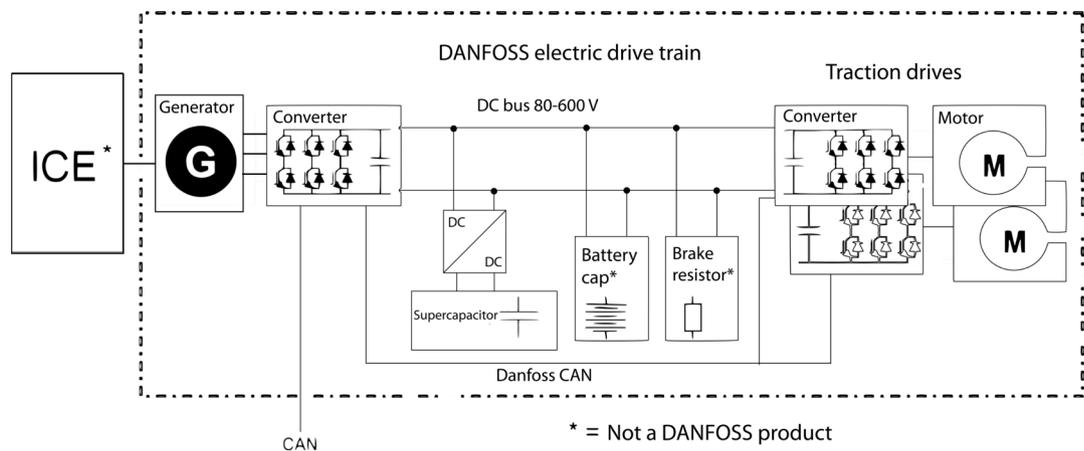 DANFOSS electric drive train
Traction drives
ICE*
Generator
G
Converter
DC bus 80-600 V
Converter
Motor
M
M
DC
DC
Supercapacitor
Battery
cap*
Brake
resistor*
Danfoss CAN
CAN
* = Not a DANFOSS product